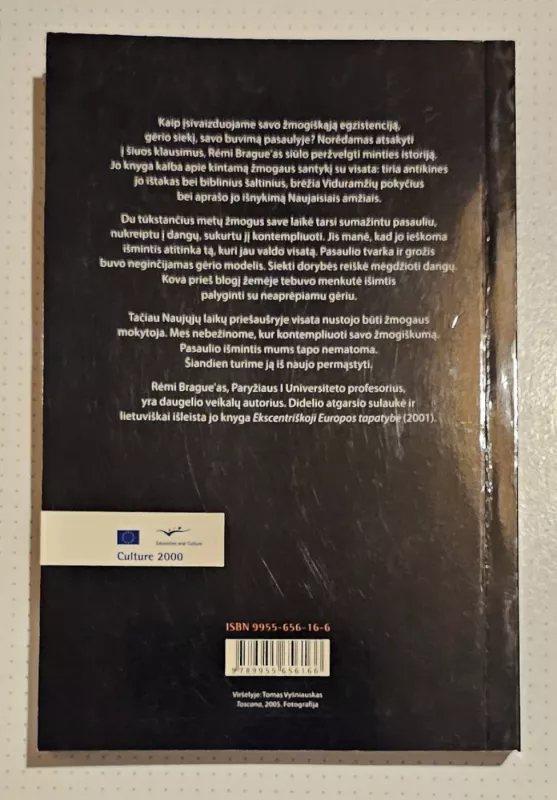 Kaip įsivaizduojame savo žmogiškąją egzistenciją,
gėrio siekį, savo buvimą pasaulyje? Norėdamas atsakyti
į šiuos klausimus, Rémi Brague'as siūlo peržvelgti minties istoriją.
Jo knyga kalba apie kintamą žmogaus santykį su visata: tiria antikines
jo ištakas bei biblinius šaltinius, brėžia Viduramžių pokyčius
bei aprašo jo išnykimą Naujaisiais amžiais.
Du tūkstančius metų žmogus save laikė tarsi sumažintu pasauliu,
nukreiptu į dangų, sukurtu jį kontempliuoti. Jis manė, kad jo ieškoma
išmintis atitinka tą, kuri jau valdo visatą. Pasaulio tvarka ir grožis
buvo neginčijamas gėrio modelis. Siekti dorybės reiškė mėgdžioti dangų.
Kova prieš blogį žemėje tebuvo menkutė išimtis
palyginti su neaprėpiamu gėriu.
Tačiau Naujųjų laikų priešaušryje visata nustojo būti žmogaus
mokytoja. Mes nebežinome, kur kontempliuoti savo žmogiškumą.
Pasaulio išmintis mums tapo nematoma.
Šiandien turime ją iš naujo permąstyti.
Rémi Brague'as, Paryžiaus I Universiteto profesorius,
yra daugelio veikalų autorius. Didelio atgarsio sulaukė ir
lietuviškai išleista jo knyga Ekscentriškoji Europos tapatybė (2001).
Education and Culture
Culture 2000
ISBN 9955-656-16-6
9789955656166
Viršelyje: Tomas Vyšniauskas
Toscana, 2005. Fotografija